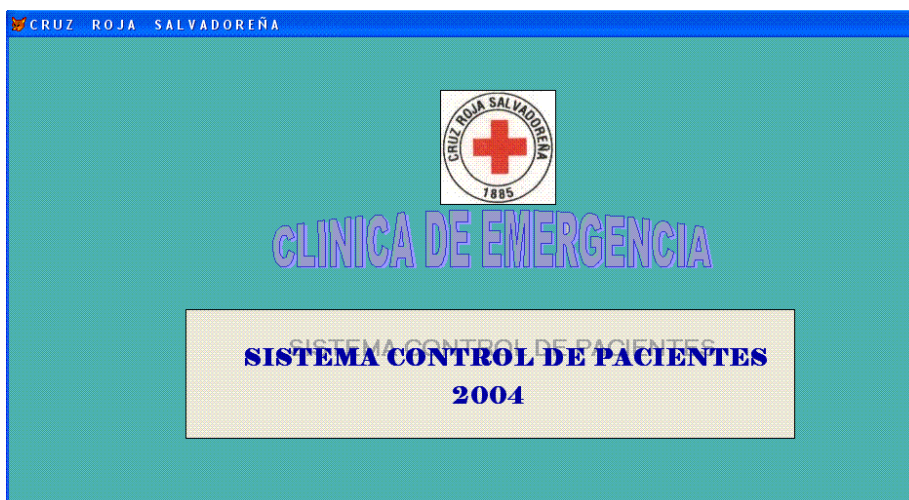 CRUZ ROJA SALVADOREÑA
CRUZ ROJA SALVADOREÑA
1885
CLINICA DE EMERGENCIA
SISTEMA CONTROL DE PACIENTES
SISTEMA CONTROL DE PACIENTES
2004